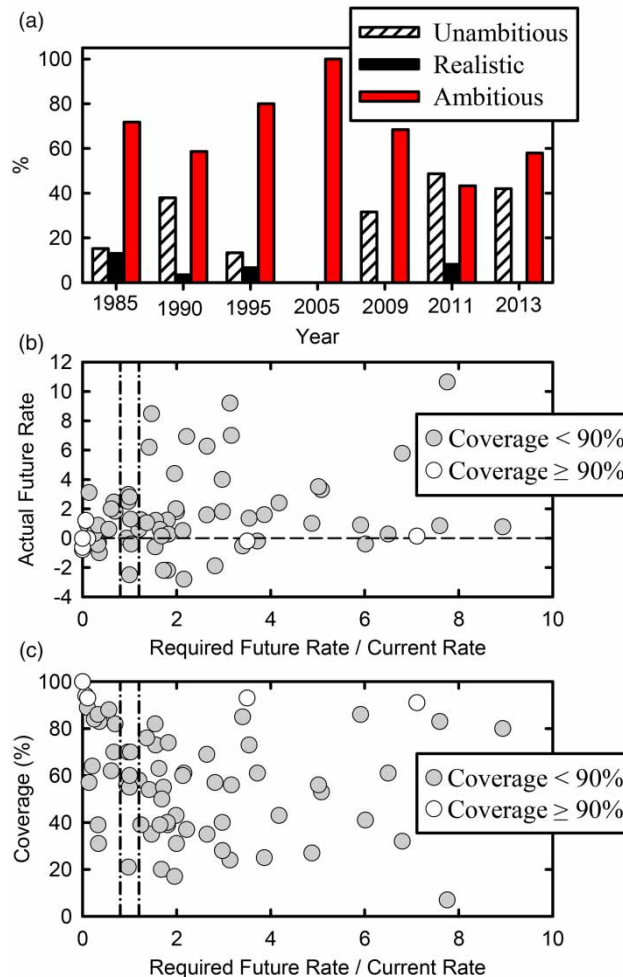 (a)
Unambitious
Realistic
Ambitious
100
80
60
40
20
0
%
1985 1990 1995 2005 2009 2011 2013
Year
(b)
12
10
8
6
4
2
0
-2
-4
Actual Future Rate
Coverage < 90%
Coverage ≥ 90%
0 2 4 6 8 10
Required Future Rate / Current Rate
(c)
100
80
60
40
20
0
Coverage (%)
Coverage < 90%
Coverage ≥ 90%
0 2 4 6 8 10
Required Future Rate / Current Rate